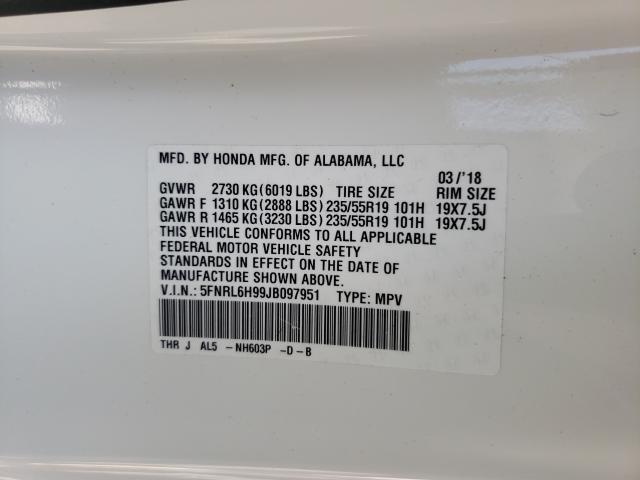 MFD. BY HONDA MFG. OF ALABAMA, LLC
03/'18
GVWR 2730 KG(6019 LBS) TIRE SIZE RIM SIZE
GAWR F 1310 KG(2888 LBS) 235/55R19 101H 19X7.5J
GAWR R 1465 KG(3230 LBS) 235/55R19 101H 19X7.5J
THIS VEHICLE CONFORMS TO ALL APPLICABLE
FEDERAL MOTOR VEHICLE SAFETY
STANDARDS IN EFFECT ON THE DATE OF
MANUFACTURE SHOWN ABOVE.
V.I.N.: 5FNRL6H99JB097951 TYPE: MPV
THR J AL5 -NH603P -D-B